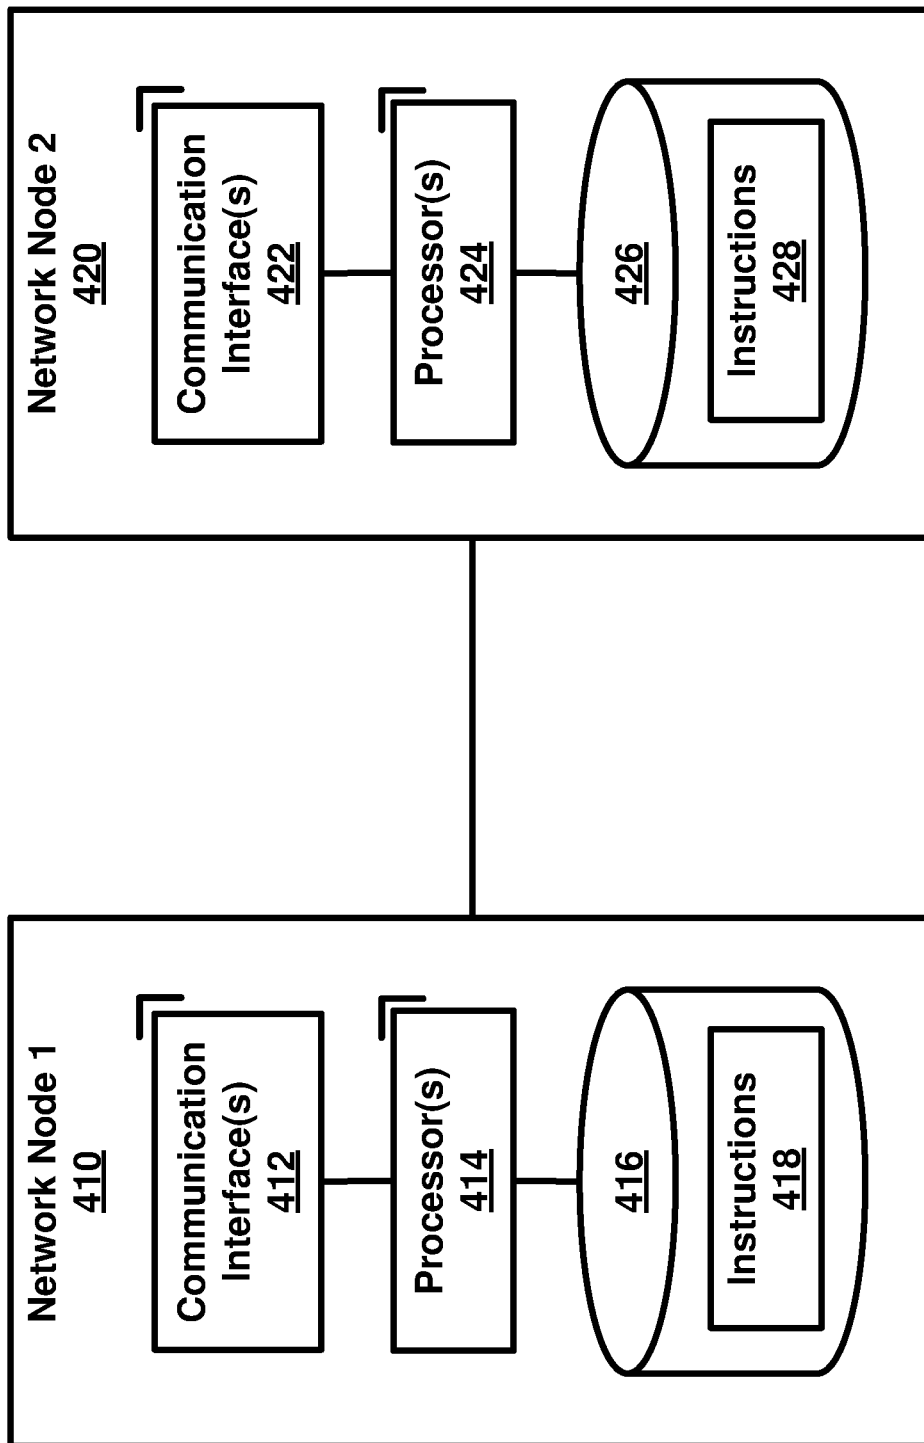 Network Node 1
410
Communication
Interface(s)
412
Processor(s)
414
416
Instructions
418
Network Node 2
420
Communication
Interface(s)
422
Processor(s)
424
426
Instructions
428